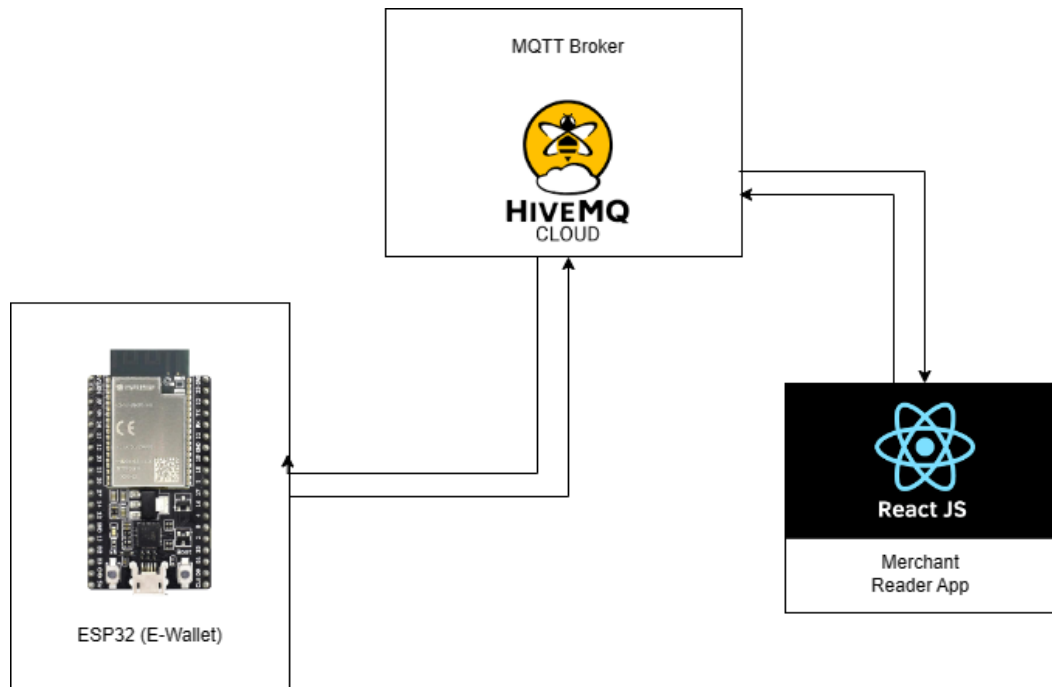 MQTT Broker
HIVEMQ
CLOUD
React JS
Merchant
Reader App
ESP32 (E-Wallet)